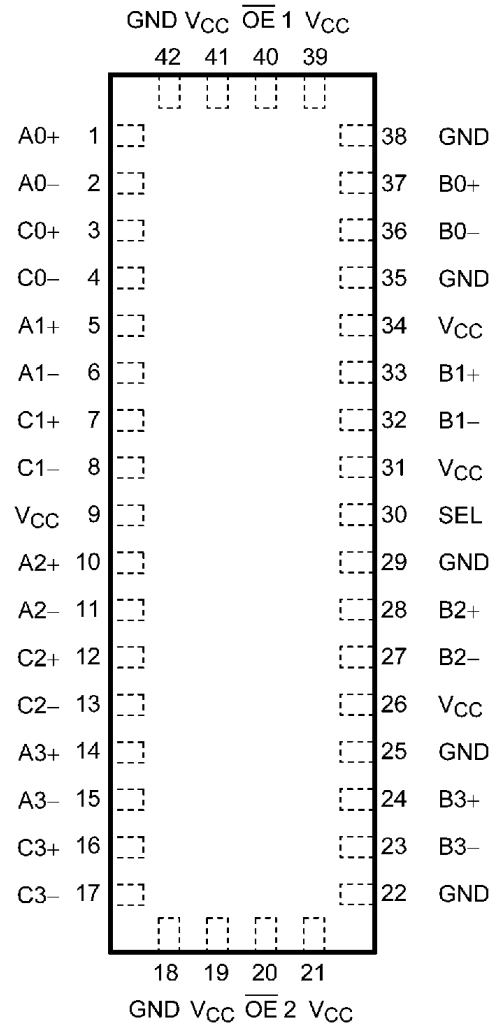 GND VCC O̅E̅ 1 VCC
42 41 40 39
A0+ 1 38 GND
A0− 2 37 B0+
C0+ 3 36 B0−
C0− 4 35 GND
A1+ 5 34 VCC
A1− 6 33 B1+
C1+ 7 32 B1−
C1− 8 31 VCC
VCC 9 30 SEL
A2+ 10 29 GND
A2− 11 28 B2+
C2+ 12 27 B2−
C2− 13 26 VCC
A3+ 14 25 GND
A3− 15 24 B3+
C3+ 16 23 B3−
C3− 17 22 GND
18 19 20 21
GND VCC O̅E̅ 2 VCC